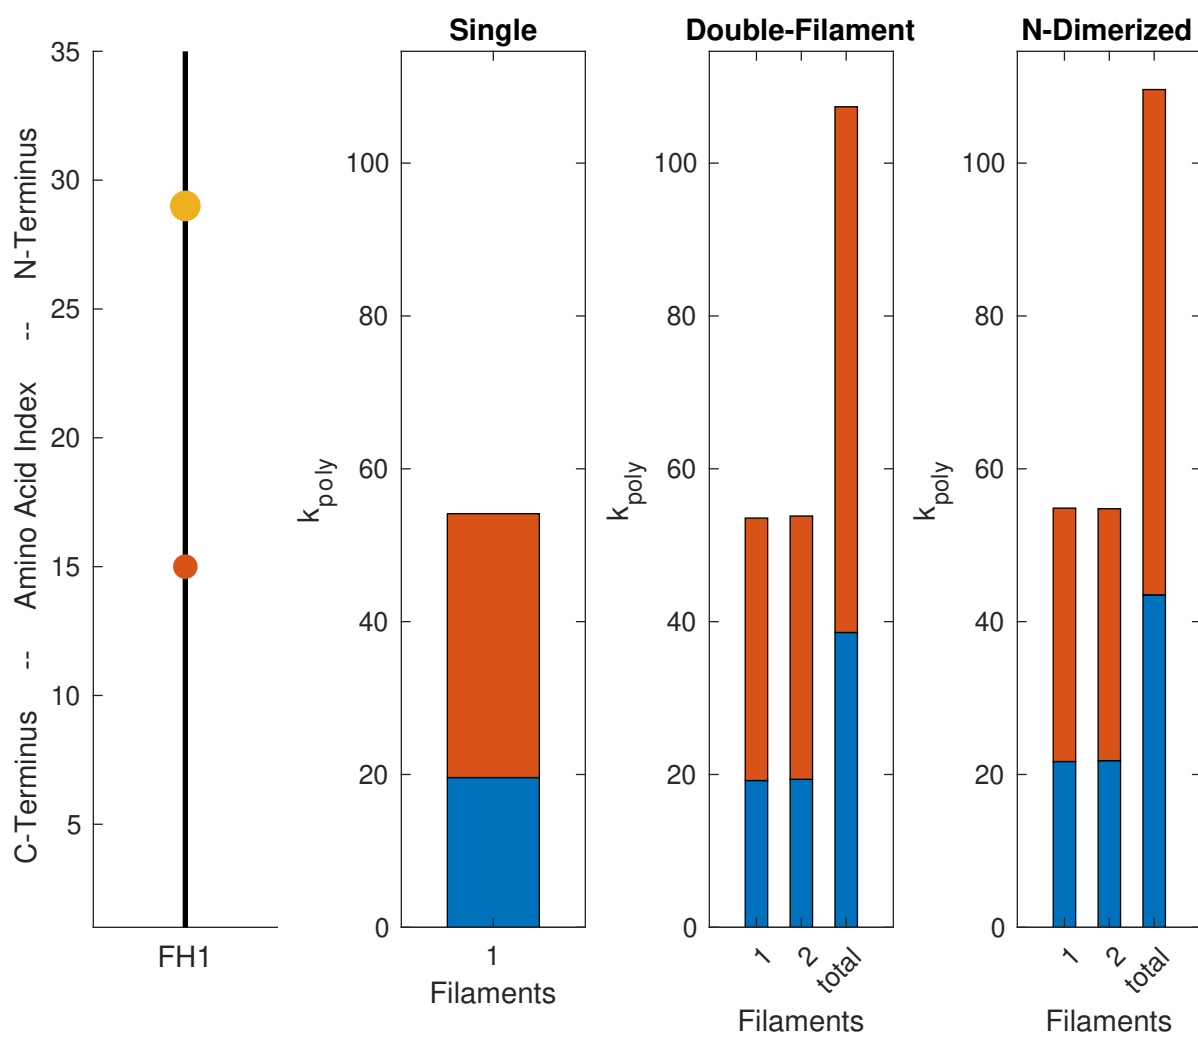 Single
Double-Filament
N-Dimerized
C-Terminus -- Amino Acid Index -- N-Terminus
35
30
25
20
15
10
5
FH1
k_poly
100
80
60
40
20
0
1
Filaments
k_poly
100
80
60
40
20
0
1
2
total
Filaments
k_poly
100
80
60
40
20
0
1
2
total
Filaments